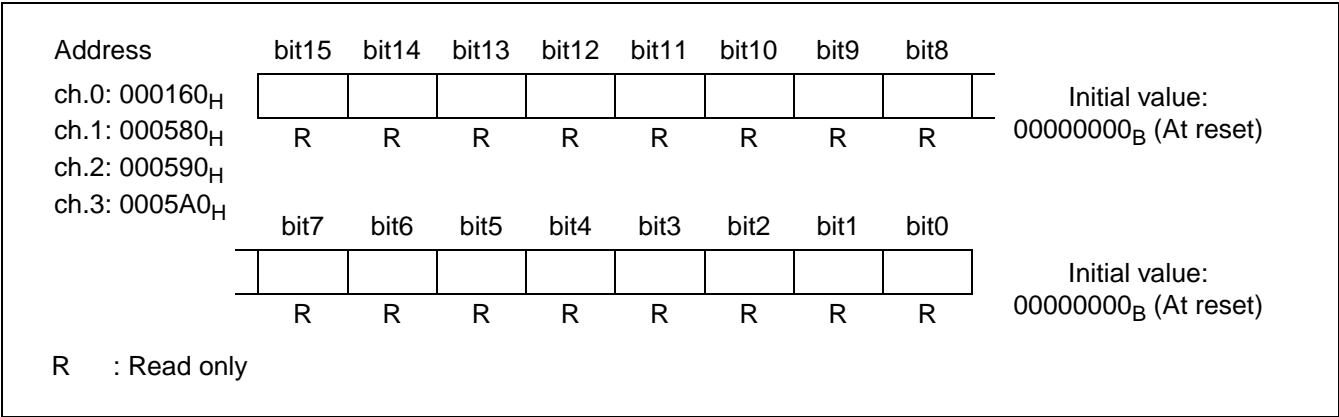 Address bit15 bit14 bit13 bit12 bit11 bit10 bit9 bit8
ch.0: 000160H
ch.1: 000580H
ch.2: 000590H
ch.3: 0005A0H
R R R R R R R R
Initial value:
00000000B (At reset)
bit7 bit6 bit5 bit4 bit3 bit2 bit1 bit0
R R R R R R R R
Initial value:
00000000B (At reset)
R : Read only